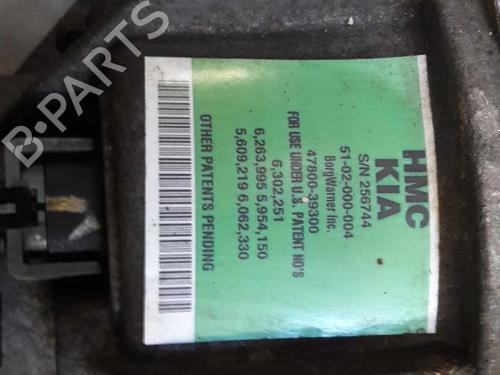 HMC
KIA
S/N 256744
51-02-000-004
BorgWarner Inc.
47800-39300
FOR USE UNDER U.S. PATENT NO'S
6,302,251
6,263,995 5,954,150
5,609,219 6,062,330
OTHER PATENTS PENDING
B-PARTS